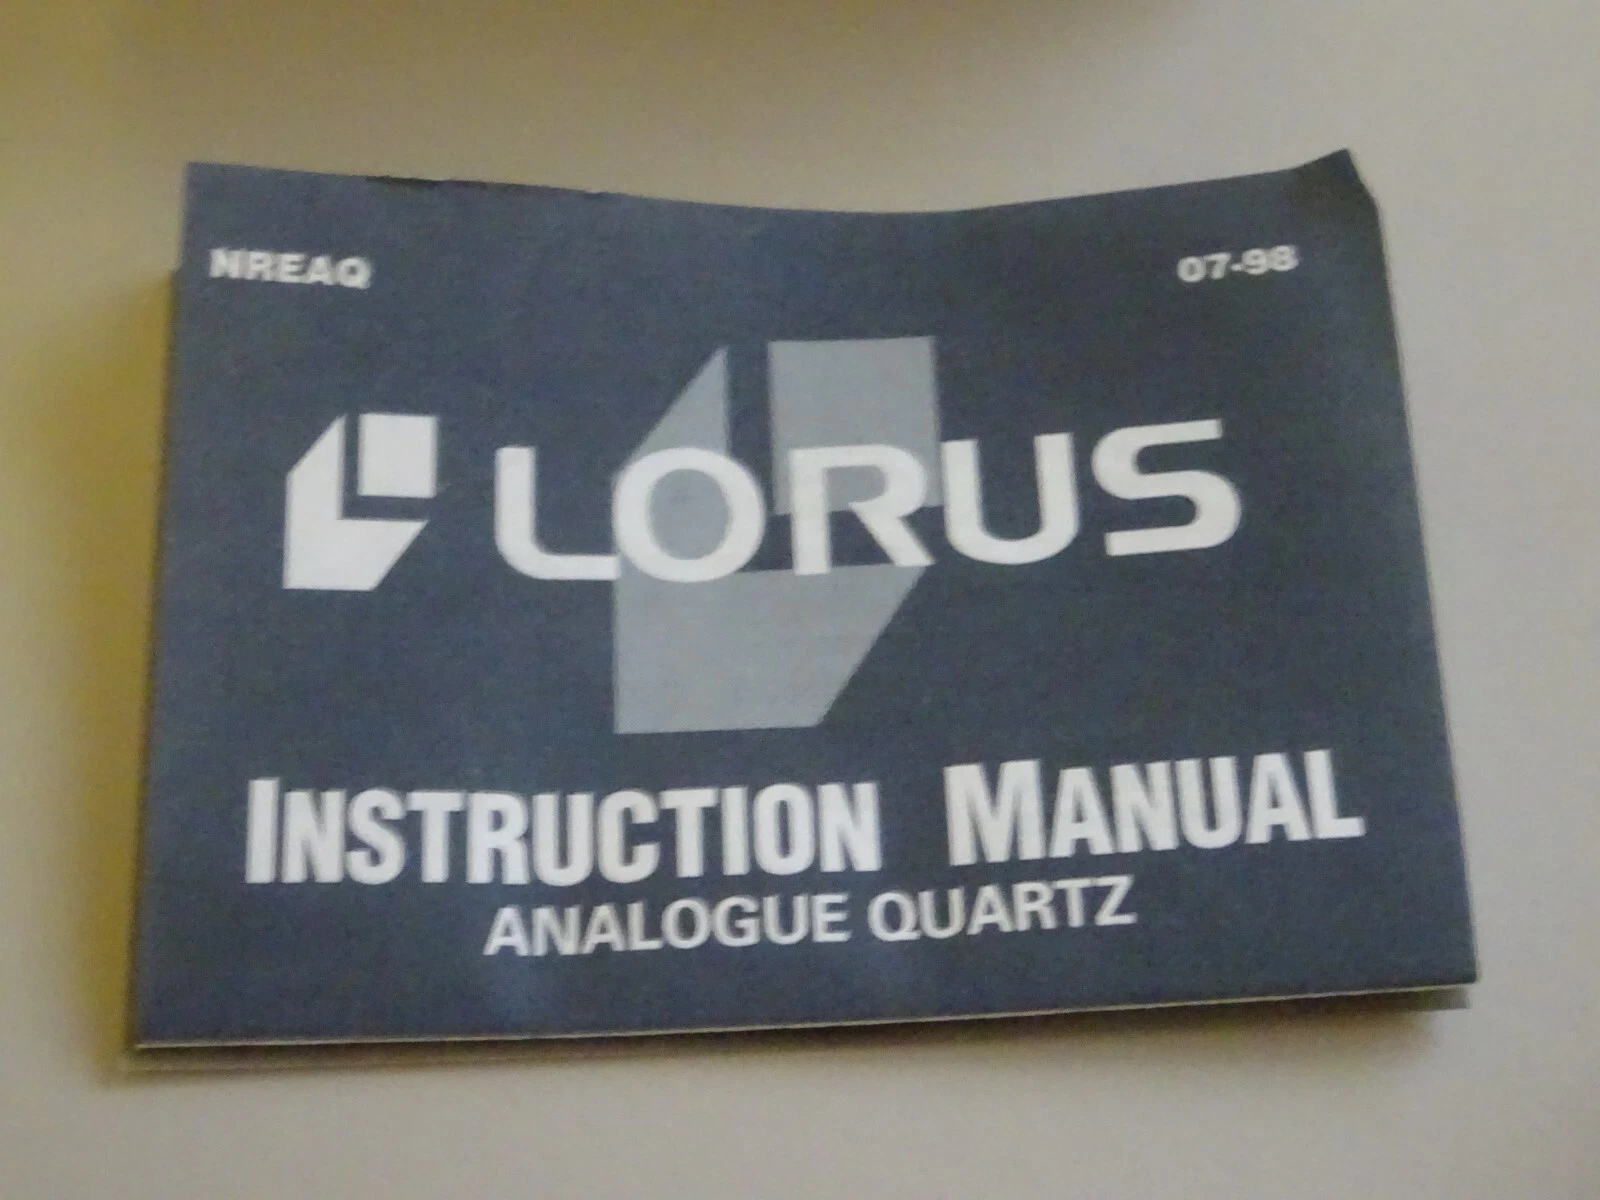 NREAQ 07-98
LORUS
INSTRUCTION MANUAL
ANALOGUE QUARTZ